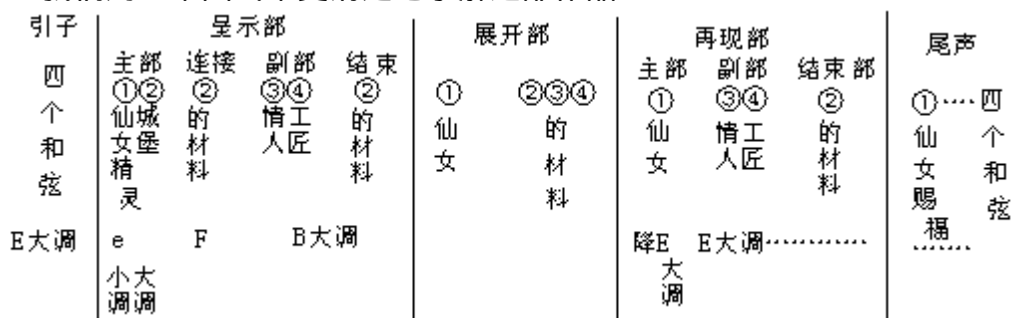 引子
四个和弦
E大调
呈示部
主部 连接 副部 结束
①② ② ③④ ②
仙女精灵
城堡
的材料
情人
工匠
的材料
e F B大调
小大
调调
展开部
① ②③④
仙女
的材料
再现部
主部 副部 结束部
① ③④ ②
仙女
情人
工匠
的材料
降E大调 E大调…………
尾声
①····四个和弦
仙女赐福
·······